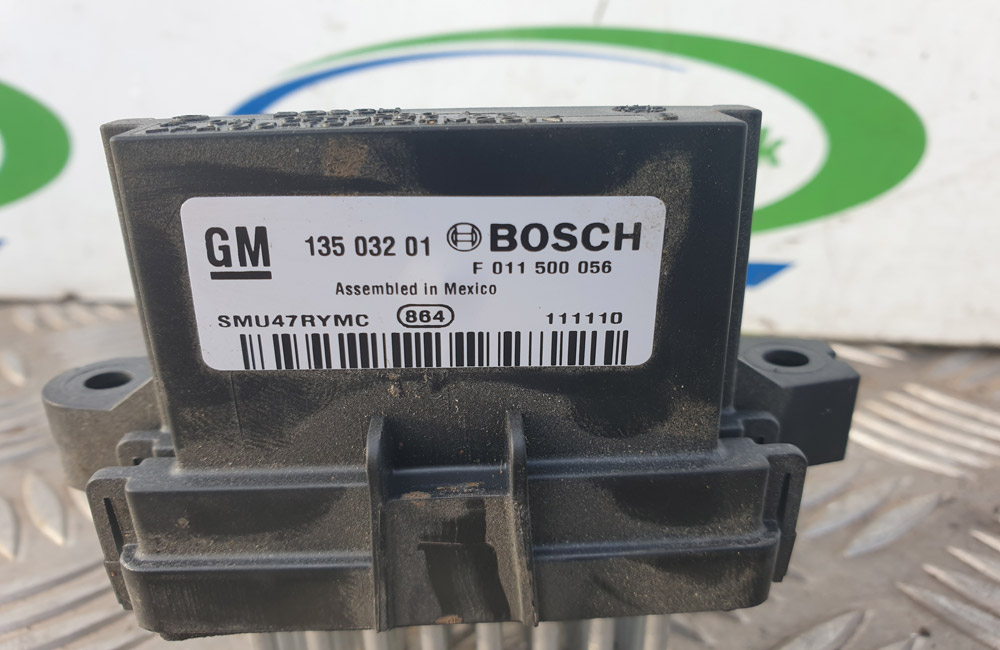 GM 135 032 01 BOSCH
F 011 500 056
Assembled in Mexico
SMU47RYMC 864 111110
k